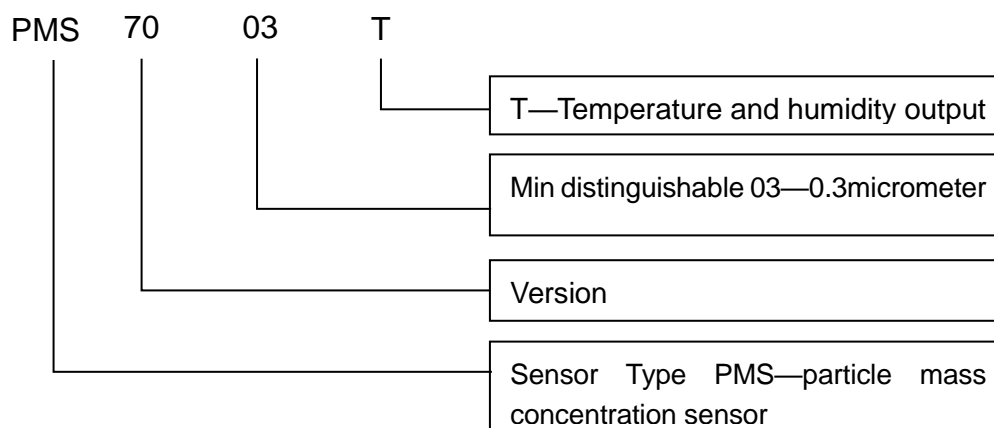 PMS 70 03 T
T—Temperature and humidity output
Min distinguishable 03—0.3micrometer
Version
Sensor Type PMS—particle mass
concentration sensor